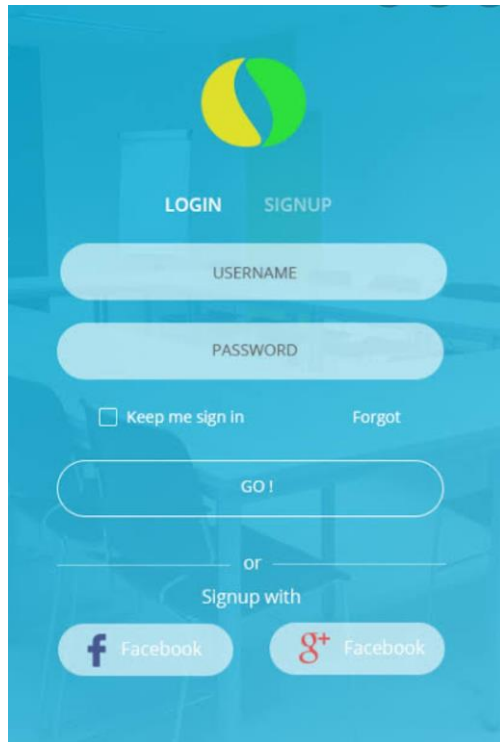 LOGIN SIGNUP
USERNAME
PASSWORD
Keep me sign in Forgot
GO !
or
Signup with
f Facebook g+ Facebook